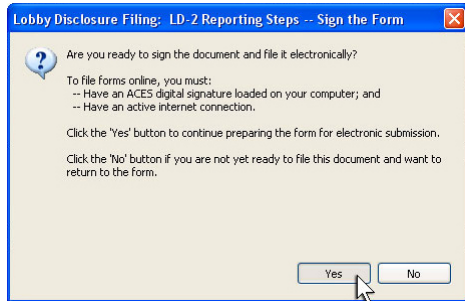 Lobby Disclosure Filing: LD-2 Reporting Steps -- Sign the Form
Are you ready to sign the document and file it electronically?
To file forms online, you must:
-- Have an ACES digital signature loaded on your computer; and
-- Have an active internet connection.
Click the 'Yes' button to continue preparing the form for electronic submission.
Click the 'No' button if you are not yet ready to file this document and want to
return to the form.
Yes
No